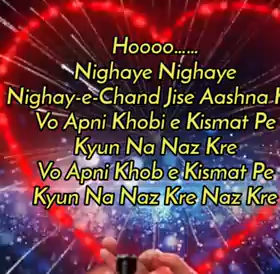 Hoooo......
Nighaye Nighaye
Nighay-e-Chand Jise Aashna
Vo Apni Khobi e Kismat Pe
Kyun Na Naz Kre
Vo Apni Khob e Kismat Pe
Kyun Na Naz Kre Naz Kre